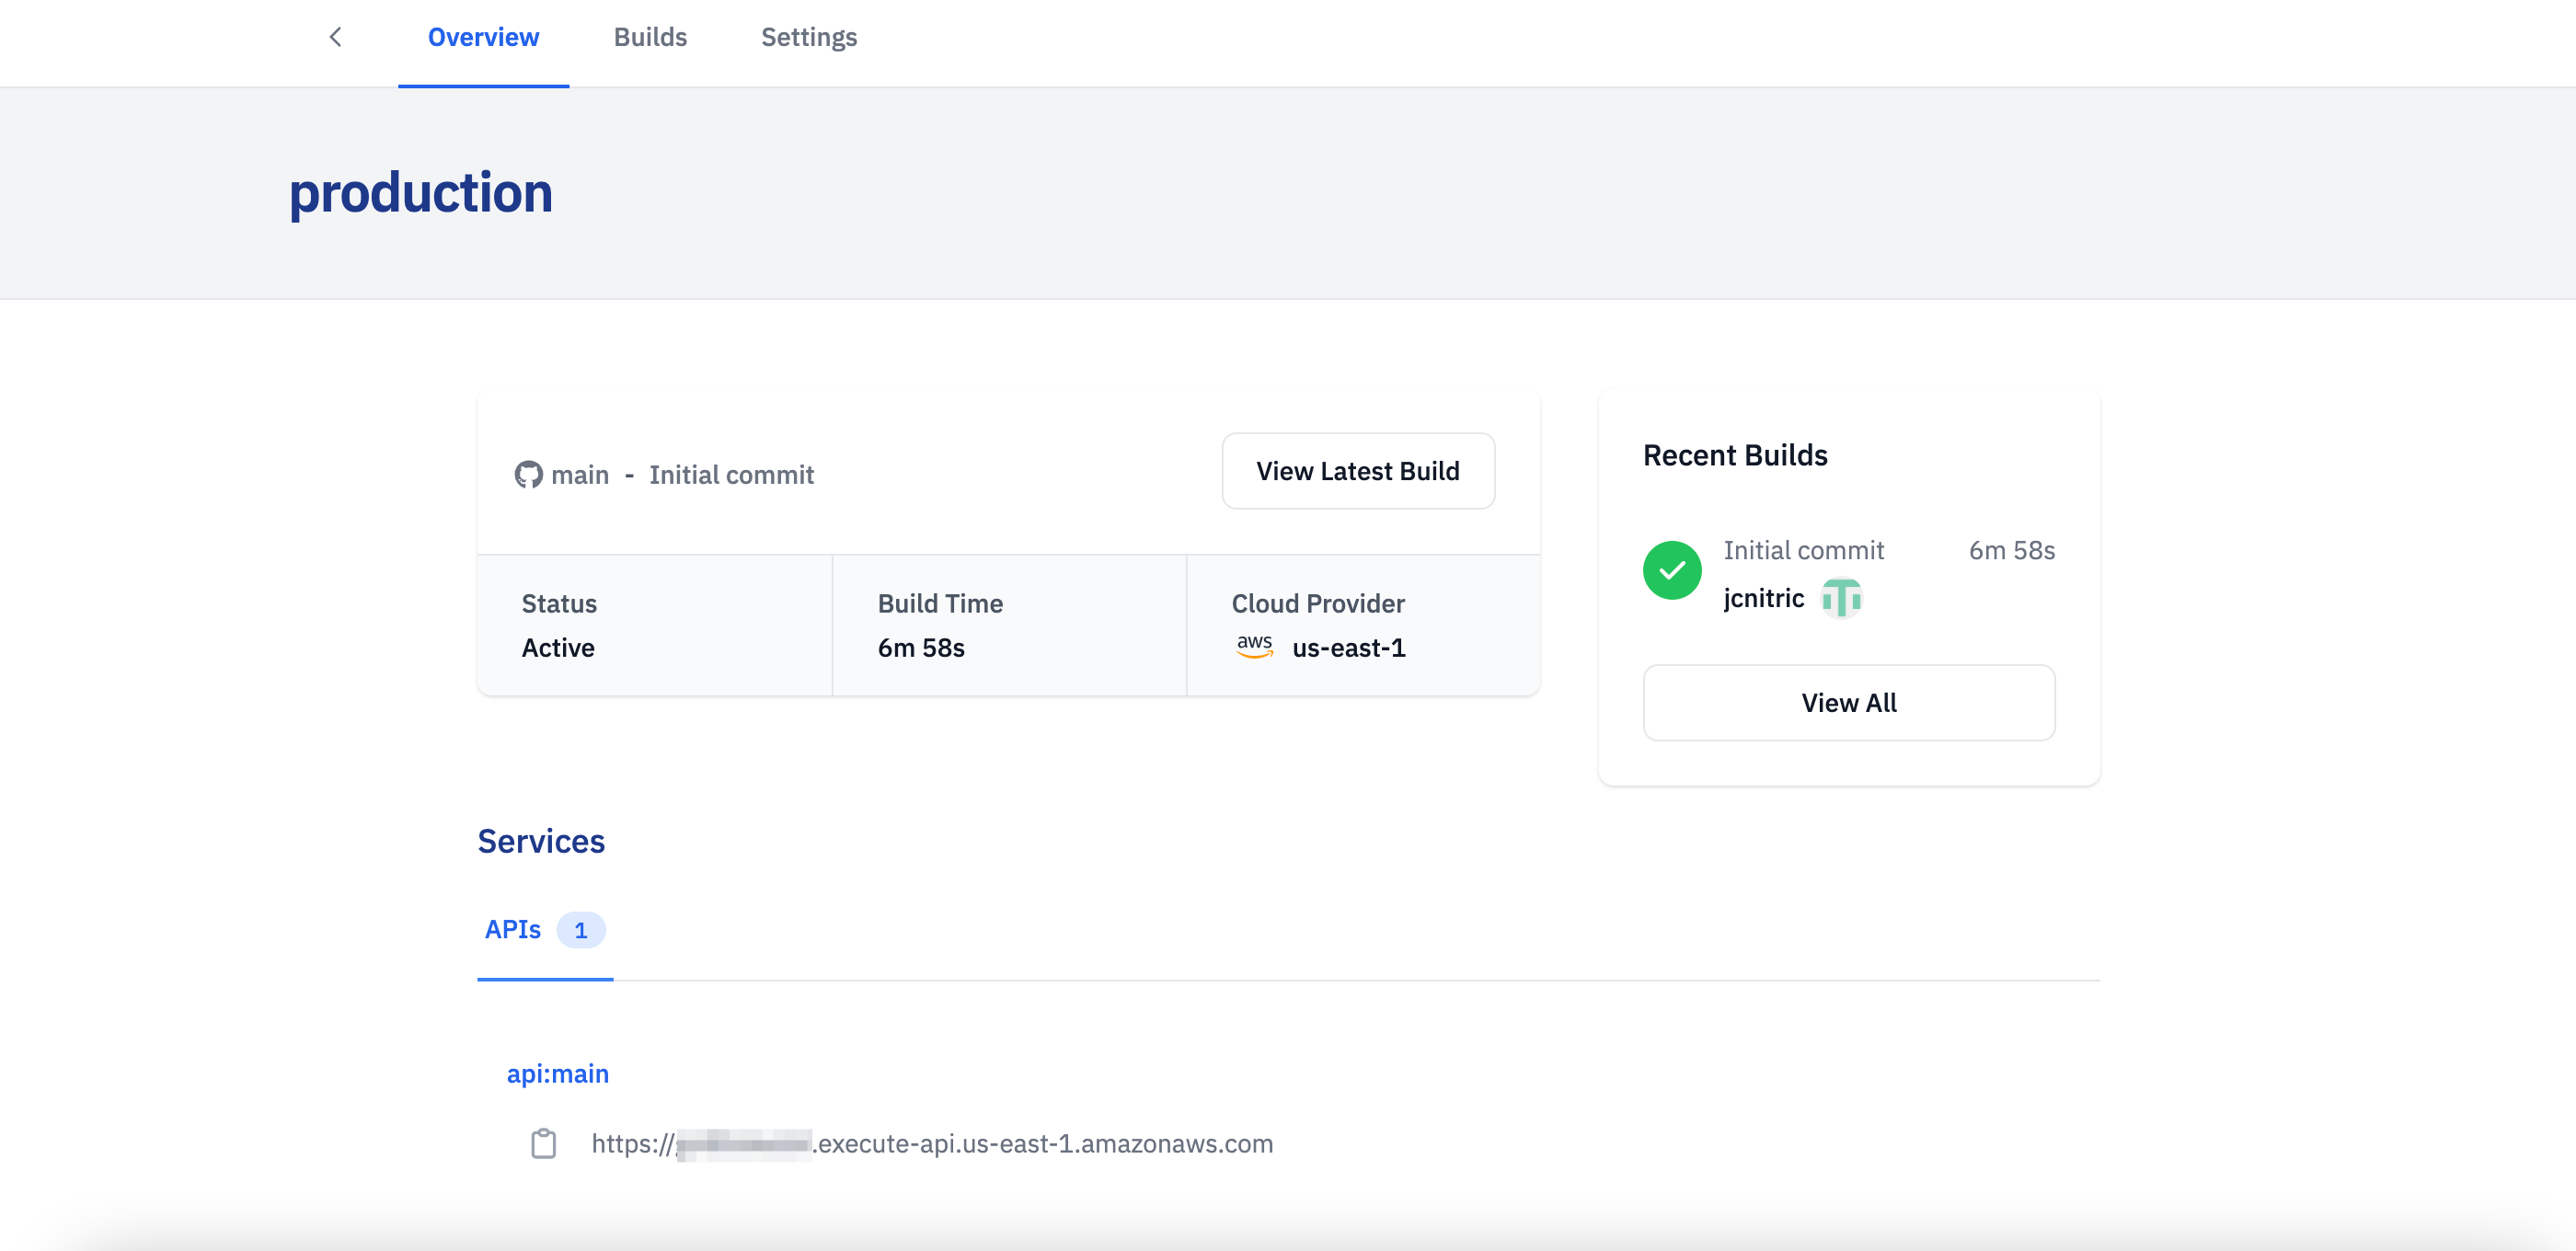 Overview Builds Settings
production
main - Initial commit
View Latest Build
Status
Active
Build Time
6m 58s
Cloud Provider
aws us-east-1
Recent Builds
Initial commit 6m 58s
jcnitric
View All
Services
APIs 1
api:main
https:// .execute-api.us-east-1.amazonaws.com